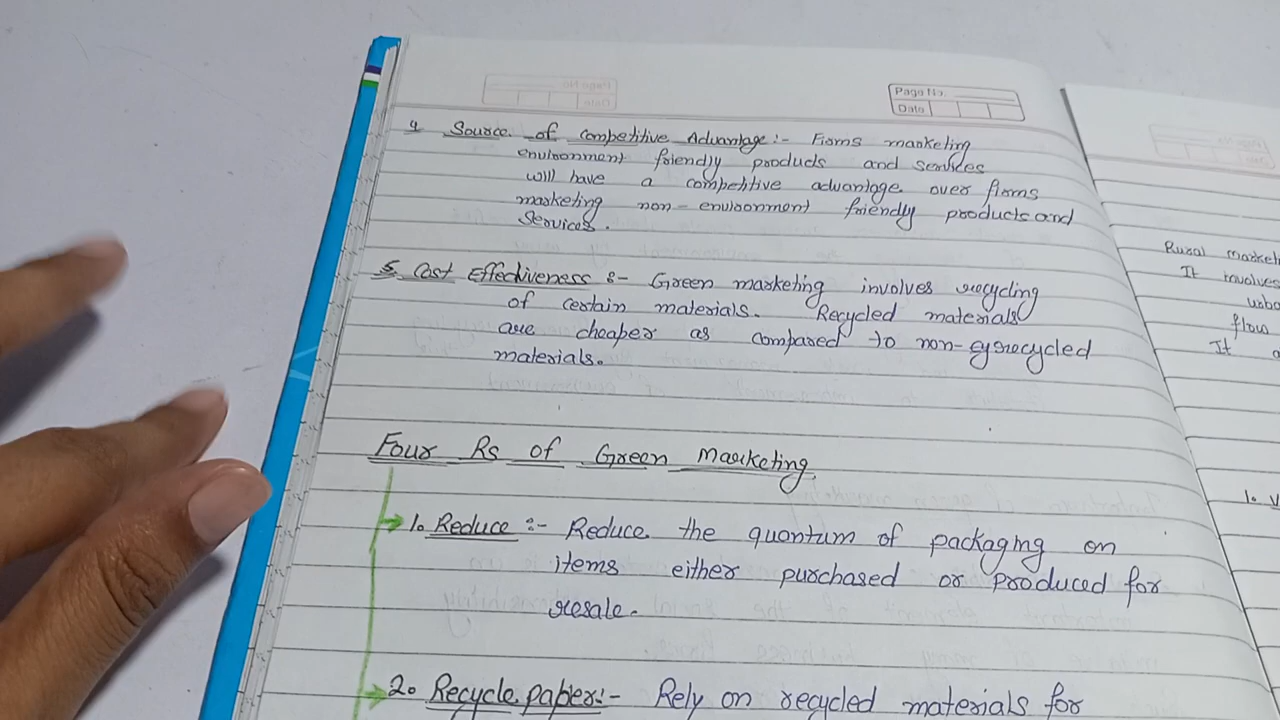 Page No.
Date
4 Source of Competitive Advantage :- Firms marketing
environment friendly products and services
will have a competitive advantage over firms
marketing non-environment friendly products and
services.
5 Cost Effectiveness :- Green marketing involves recycling
of certain materials. Recycled materials
are cheaper as compared to non-recycled
materials.
Four Rs of Green Marketing
1. Reduce :- Reduce the quantum of packaging on
items either purchased or produced for
resale.
2. Recycle paper :- Rely on recycled materials for
Rural market
It involves
urba
flow
It
1.